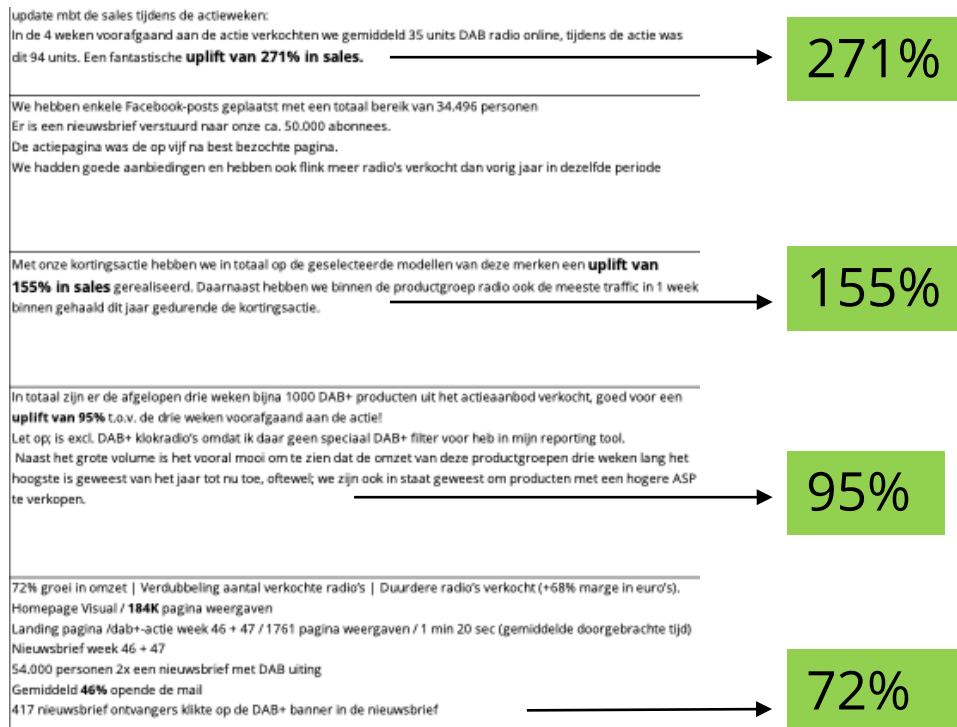 update mbt de sales tijdens de actieweken:
In de 4 weken voorafgaand aan de actie verkochten we gemiddeld 35 units DAB radio online, tijdens de actie was
dit 94 units. Een fantastische uplift van 271% in sales.
271%
We hebben enkele Facebook-posts geplaatst met een totaal bereik van 34.496 personen
Er is een nieuwsbrief verstuurd naar onze ca. 50.000 abonnees.
De actiepagina was de op vijf na best bezochte pagina.
We hadden goede aanbiedingen en hebben ook flink meer radio's verkocht dan vorig jaar in dezelfde periode
Met onze kortingsactie hebben we in totaal op de geselecteerde modellen van deze merken een uplift van
155% in sales gerealiseerd. Daarnaast hebben we binnen de productgroep radio ook de meeste traffic in 1 week
binnen gehaald dit jaar gedurende de kortingsactie.
155%
In totaal zijn er de afgelopen drie weken bijna 1000 DAB+ producten uit het actieaanbod verkocht, goed voor een
uplift van 95% t.o.v. de drie weken voorafgaand aan de actie!
Let op; is excl. DAB+ klokradio's omdat ik daar geen speciaal DAB+ filter voor heb in mijn reporting tool.
Naast het grote volume is het vooral mooi om te zien dat de omzet van deze productgroepen drie weken lang het
hoogste is geweest van het jaar tot nu toe, oftewel; we zijn ook in staat geweest om producten met een hogere ASP
te verkopen.
95%
72% groei in omzet | Verdubbeling aantal verkochte radio's | Duurdere radio's verkocht (+68% marge in euro's).
Homepage Visual / 184K pagina weergaven
Landing pagina /dab+-actie week 46 + 47 / 1761 pagina weergaven / 1 min 20 sec (gemiddelde doorgebrachte tijd)
Nieuwsbrief week 46 + 47
54.000 personen 2x een nieuwsbrief met DAB uiting
Gemiddeld 46% opende de mail
417 nieuwsbrief ontvangers klikte op de DAB+ banner in de nieuwsbrief
72%